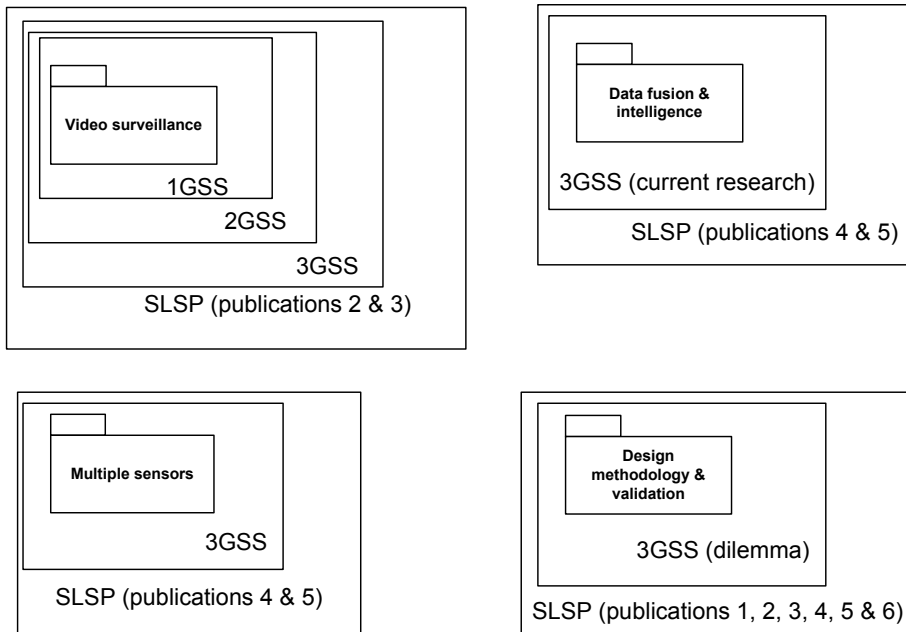 Video surveillance
1GSS
2GSS
3GSS
SLSP (publications 2 & 3)
Data fusion &
intelligence
3GSS (current research)
SLSP (publications 4 & 5)
Multiple sensors
3GSS
SLSP (publications 4 & 5)
Design
methodology &
validation
3GSS (dilemma)
SLSP (publications 1, 2, 3, 4, 5 & 6)